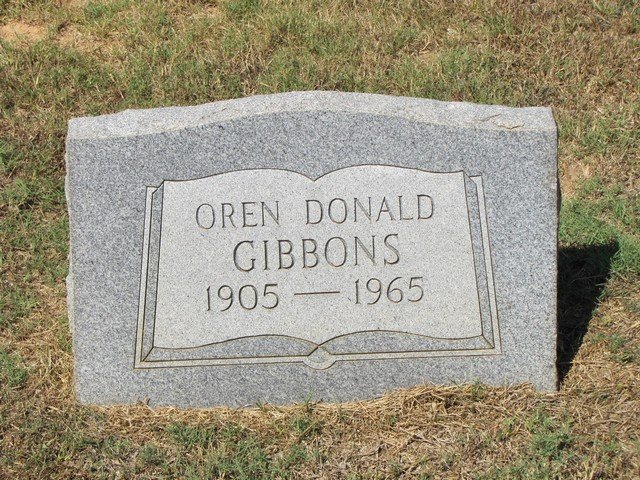 OREN DONALD
GIBBONS
1905 — 1965